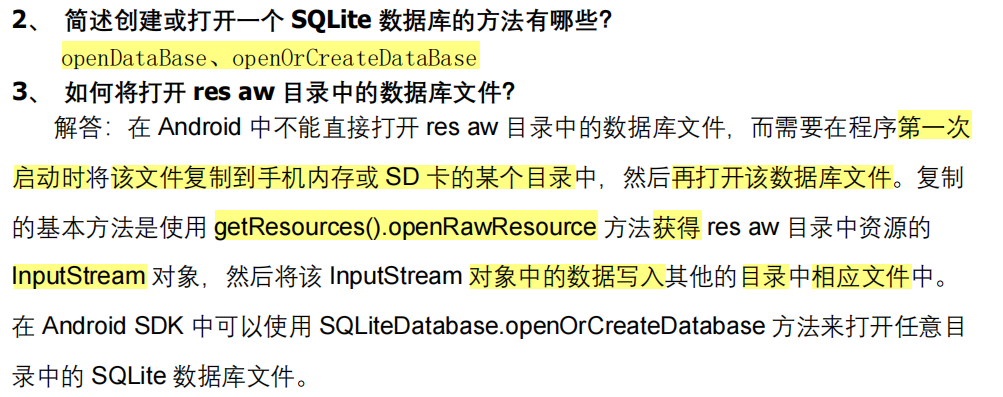 2、 简述创建或打开一个 SQLite 数据库的方法有哪些?
openDataBase、openOrCreateDataBase
3、 如何将打开 res aw 目录中的数据库文件?
解答：在 Android 中不能直接打开 res aw 目录中的数据库文件，而需要在程序第一次
启动时将该文件复制到手机内存或 SD 卡的某个目录中，然后再打开该数据库文件。复制
的基本方法是使用 getResources().openRawResource 方法获得 res aw 目录中资源的
InputStream 对象，然后将该 InputStream 对象中的数据写入其他的目录中相应文件中。
在 Android SDK 中可以使用 SQLiteDatabase.openOrCreateDatabase 方法来打开任意目
录中的 SQLite 数据库文件。